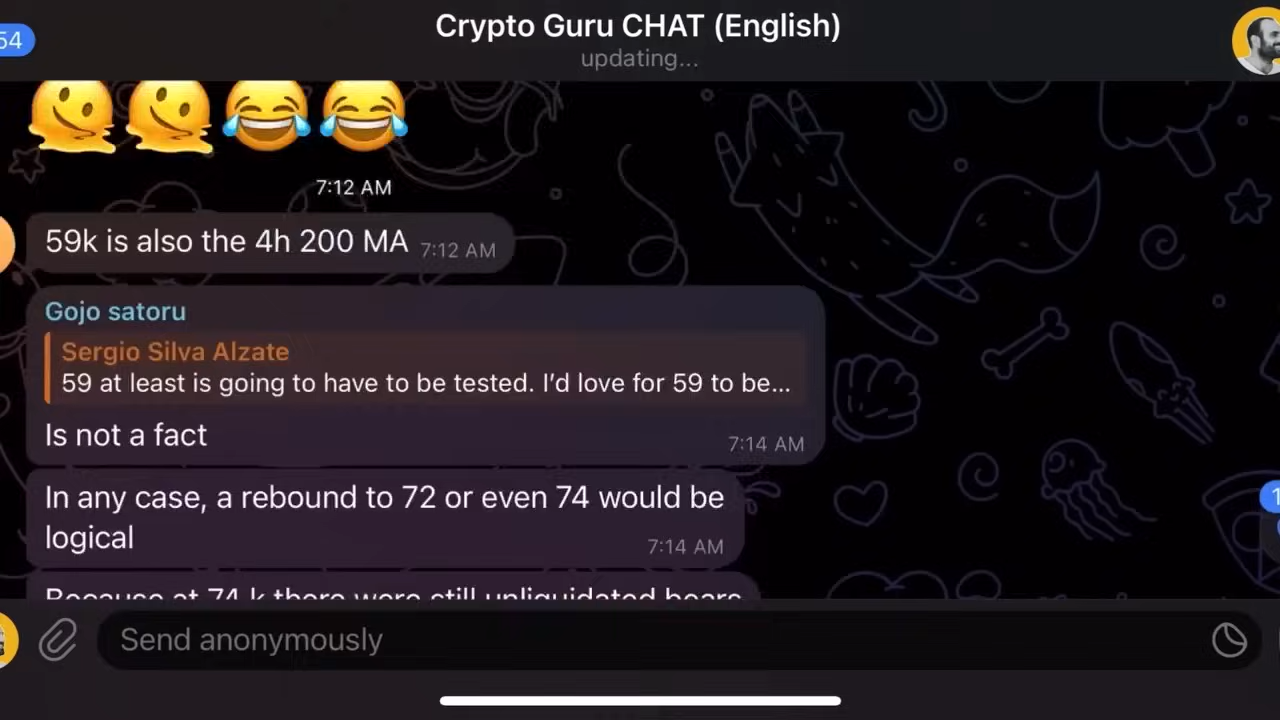 54
Crypto Guru CHAT (English)
updating...
7:12 AM
59k is also the 4h 200 MA 7:12 AM
Gojo satoru
Sergio Silva Alzate
59 at least is going to have to be tested. I’d love for 59 to be...
Is not a fact
7:14 AM
In any case, a rebound to 72 or even 74 would be
logical
7:14 AM
1
Because at 74 k there were still unliquidated bears
Send anonymously